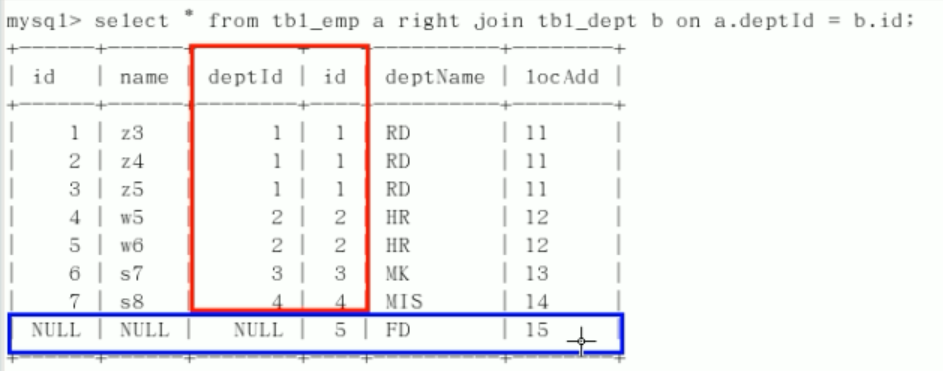 mysql> select * from tbl_emp a right join tbl_dept b on a.deptId = b.id;
+------+------+--------+----+----------+--------+
| id | name | deptId | id | deptName | locAdd |
+------+------+--------+----+----------+--------+
| 1 | z3 | 1 | 1 | RD | 11 |
| 2 | z4 | 1 | 1 | RD | 11 |
| 3 | z5 | 1 | 1 | RD | 11 |
| 4 | w5 | 2 | 2 | HR | 12 |
| 5 | w6 | 2 | 2 | HR | 12 |
| 6 | s7 | 3 | 3 | MK | 13 |
| 7 | s8 | 4 | 4 | MIS | 14 |
| NULL | NULL | NULL | 5 | FD | 15 |
+------+------+--------+----+----------+--------+